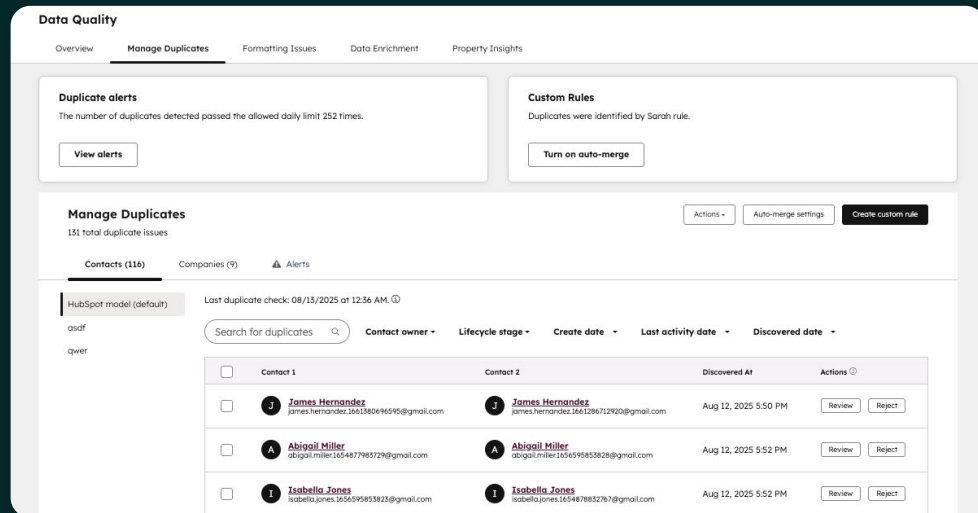 Data Quality
Overview Manage Duplicates Formatting Issues Data Enrichment Property Insights
Duplicate alerts
The number of duplicates detected passed the allowed daily limit 252 times.
View alerts
Custom Rules
Duplicates were identified by Sarah rule.
Turn on auto-merge
Manage Duplicates
131 total duplicate issues
Actions Auto-merge settings Create custom rule
Contacts (116) Companies (9) Alerts
HubSpot model (default)
asdf
qwer
Last duplicate check: 08/13/2025 at 12:36 AM.
Search for duplicates Contact owner Lifecycle stage Create date Last activity date Discovered date
Contact 1 Contact 2 Discovered At Actions
J James Hernandez J James Hernandez Aug 12, 2025 5:50 PM Review Reject
james.hernandez.1661380696595@gmail.com james.hernandez.1661286712920@gmail.com
A Abigail Miller A Abigail Miller Aug 12, 2025 5:52 PM Review Reject
abigail.miller.1654877983729@gmail.com abigail.miller.1656595853828@gmail.com
I Isabella Jones I Isabella Jones Aug 12, 2025 5:52 PM Review Reject
isabella.jones.1656595853823@gmail.com isabella.jones.1654878832767@gmail.com